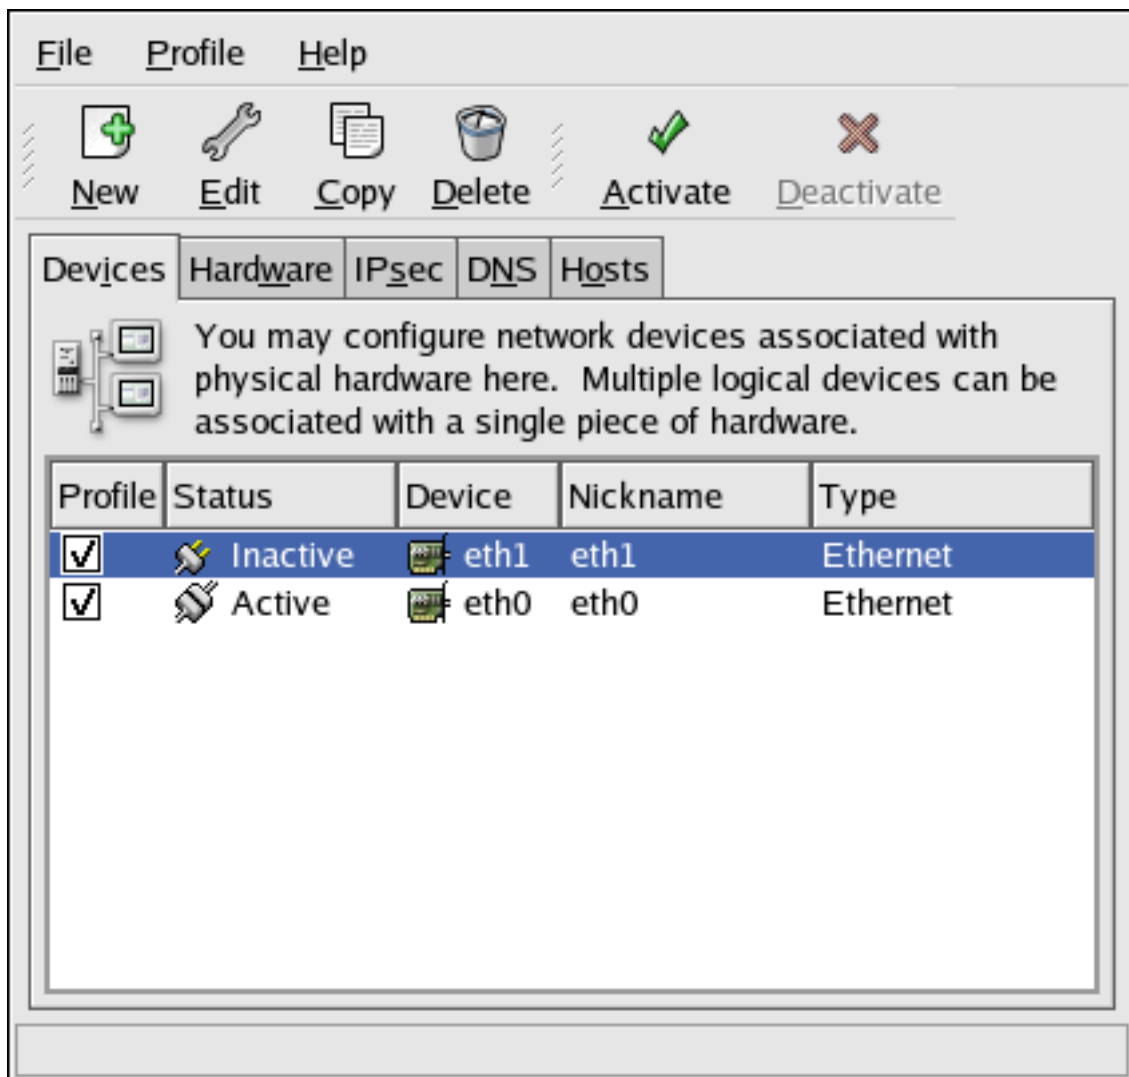 File Profile Help
New Edit Copy Delete Activate Deactivate
Devices Hardware IPsec DNS Hosts
You may configure network devices associated with
physical hardware here.  Multiple logical devices can be
associated with a single piece of hardware.
Profile Status Device Nickname Type
Inactive eth1 eth1 Ethernet
Active eth0 eth0 Ethernet